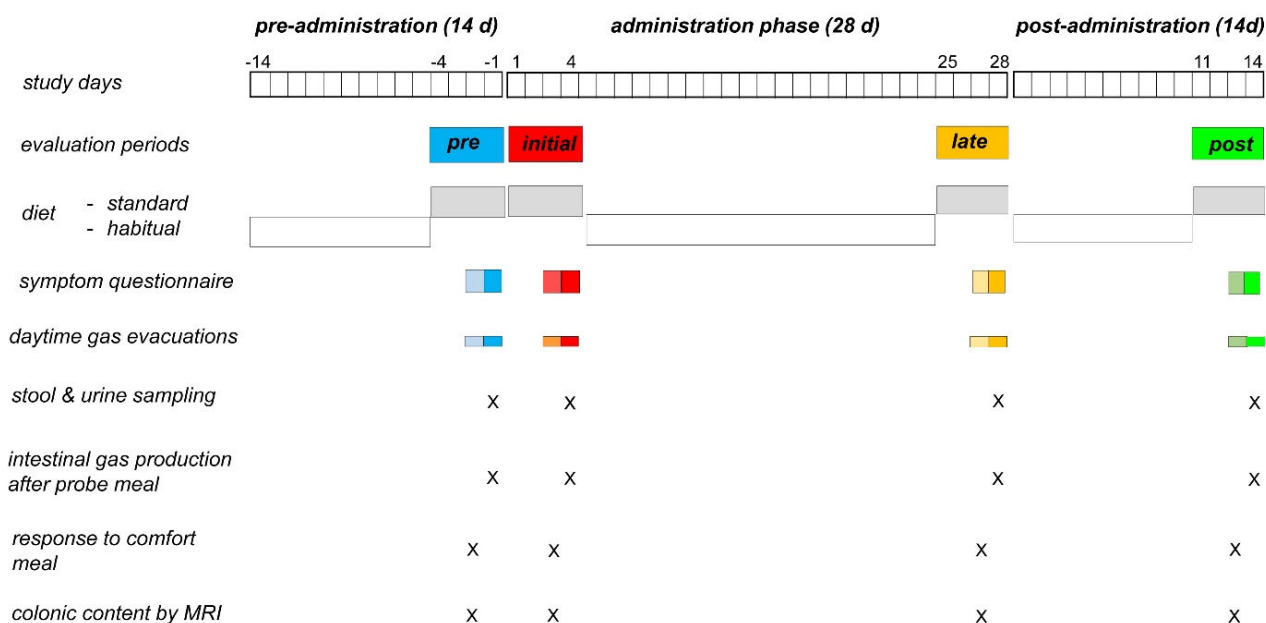 pre-administration (14 d) administration phase (28 d) post-administration (14d)
-14 -4 -1 1 4 25 28 11 14
study days
evaluation periods pre initial late post
diet - standard
- habitual
symptom questionnaire
daytime gas evacuations
stool & urine sampling X X X X
intestinal gas production
after probe meal X X X X
response to comfort
meal X X X X
colonic content by MRI X X X X